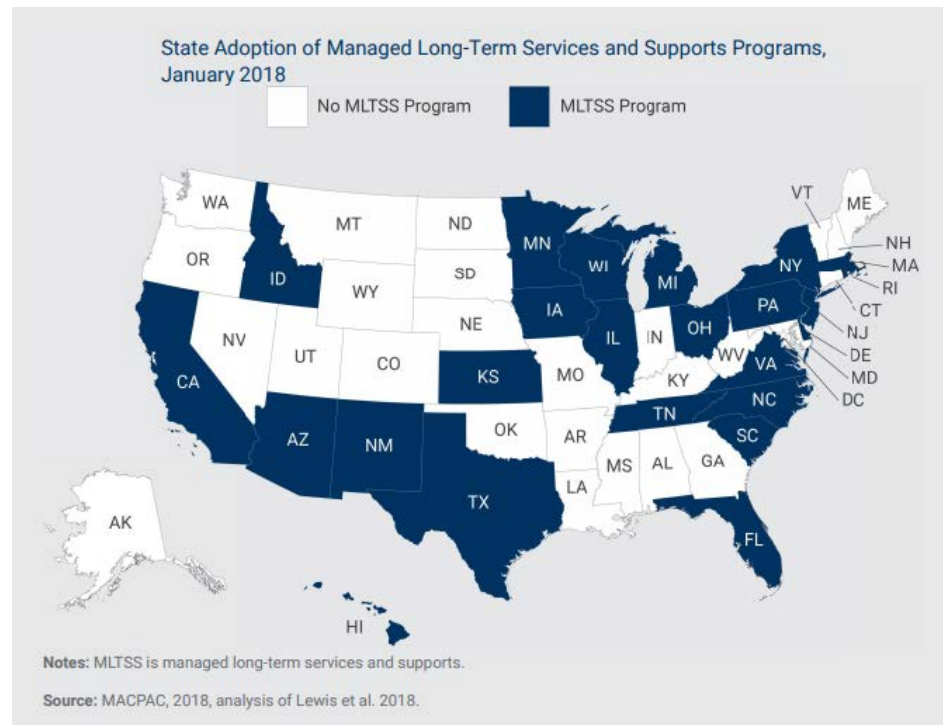 State Adoption of Managed Long-Term Services and Supports Programs,
January 2018
No MLTSS Program
MLTSS Program
WA
MT
ND
MN
VT
ME
OR
ID
WY
SD
WI
MI
NY
NH
MA
RI
CT
NJ
DE
MD
DC
NV
UT
CO
NE
IA
IL
IN
OH
PA
WV
VA
CA
KS
MO
KY
NC
AZ
NM
OK
AR
TN
SC
TX
LA
MS
AL
GA
FL
AK
HI
Notes: MLTSS is managed long-term services and supports.
Source: MACPAC, 2018, analysis of Lewis et al. 2018.